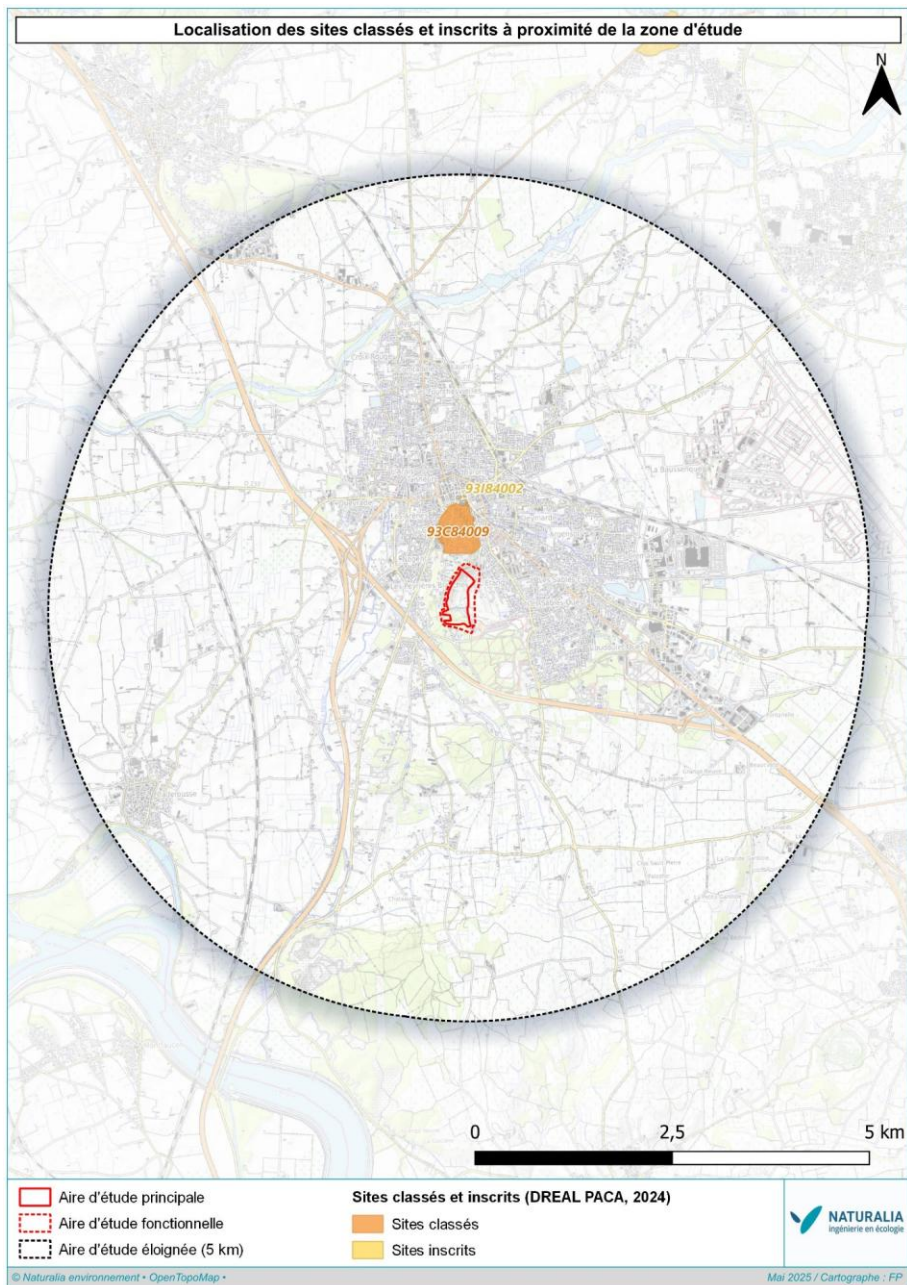 Localisation des sites classés et inscrits à proximité de la zone d'étude
N
93I84002
93C84009
0 2,5 5 km
Aire d'étude principale
Aire d'étude fonctionnelle
Aire d'étude éloignée (5 km)
Sites classés et inscrits (DREAL PACA, 2024)
Sites classés
Sites inscrits
NATURALIA
ingénierie en écologie
© Naturalia environnement • OpenTopoMap •
Mai 2025 / Cartographe : FP